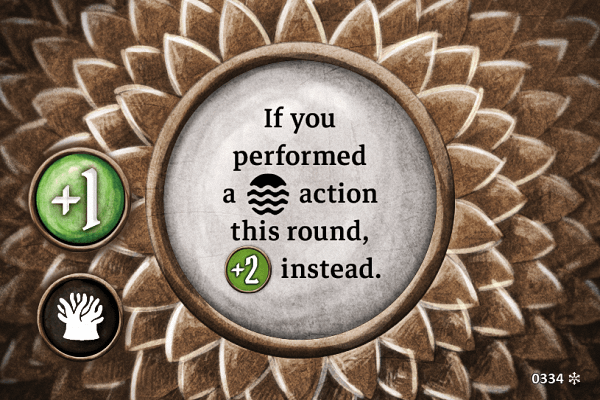 If you
performed
a action
this round,
+2 instead.
+1
0334